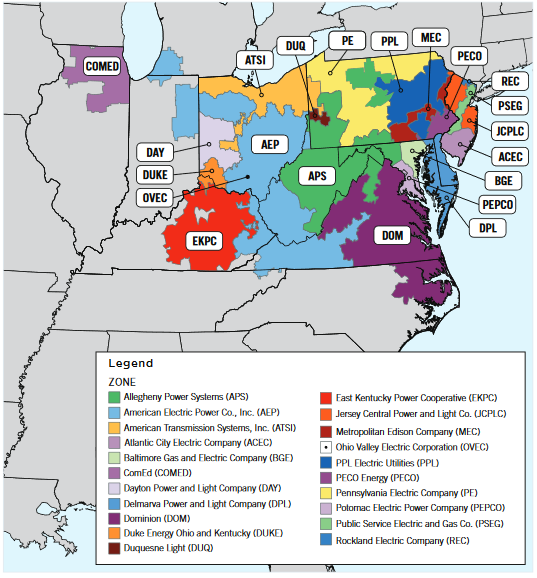 MEC
PE
PPL
DUQ
PECO
ATSI
COMED
REC
PSEG
JCPLC
AEP
DAY
ACEC
DUKE
APS
BGE
OVEC
PEPCO
DPL
DOM
EKPC
Legend
ZONE
Allegheny Power Systems (APS)
American Electric Power Co., Inc. (AEP)
American Transmission Systems, Inc. (ATSI)
Atlantic City Electric Company (ACEC)
Baltimore Gas and Electric Company (BGE)
ComEd (COMED)
Dayton Power and Light Company (DAY)
Delmarva Power and Light Company (DPL)
Dominion (DOM)
Duke Energy Ohio and Kentucky (DUKE)
Duquesne Light (DUQ)
East Kentucky Power Cooperative (EKPC)
Jersey Central Power and Light Co. (JCPLC)
Metropolitan Edison Company (MEC)
Ohio Valley Electric Corporation (OVEC)
PPL Electric Utilities (PPL)
PECO Energy (PECO)
Pennsylvania Electric Company (PE)
Potomac Electric Power Company (PEPCO)
Public Service Electric and Gas Co. (PSEG)
Rockland Electric Company (REC)